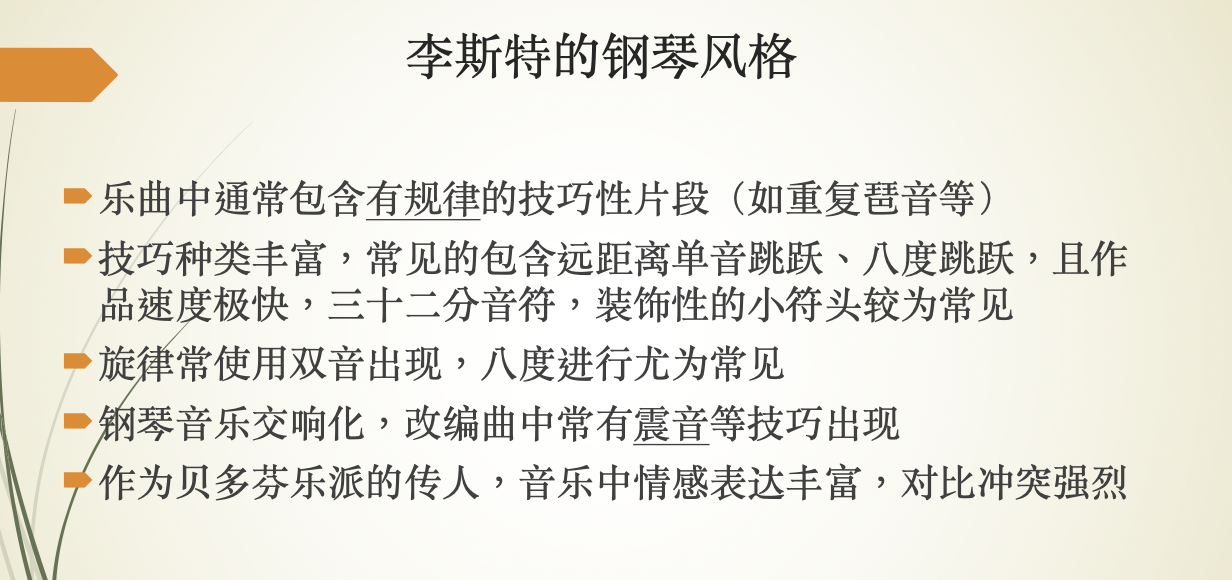 李斯特的钢琴风格
乐曲中通常包含有规律的技巧性片段（如重复琶音等）
技巧种类丰富，常见的包含远距离单音跳跃、八度跳跃，且作
品速度极快，三十二分音符，装饰性的小符头较为常见
旋律常使用双音出现，八度进行尤为常见
钢琴音乐交响化，改编曲中常有震音等技巧出现
作为贝多芬乐派的传人，音乐中情感表达丰富，对比冲突强烈